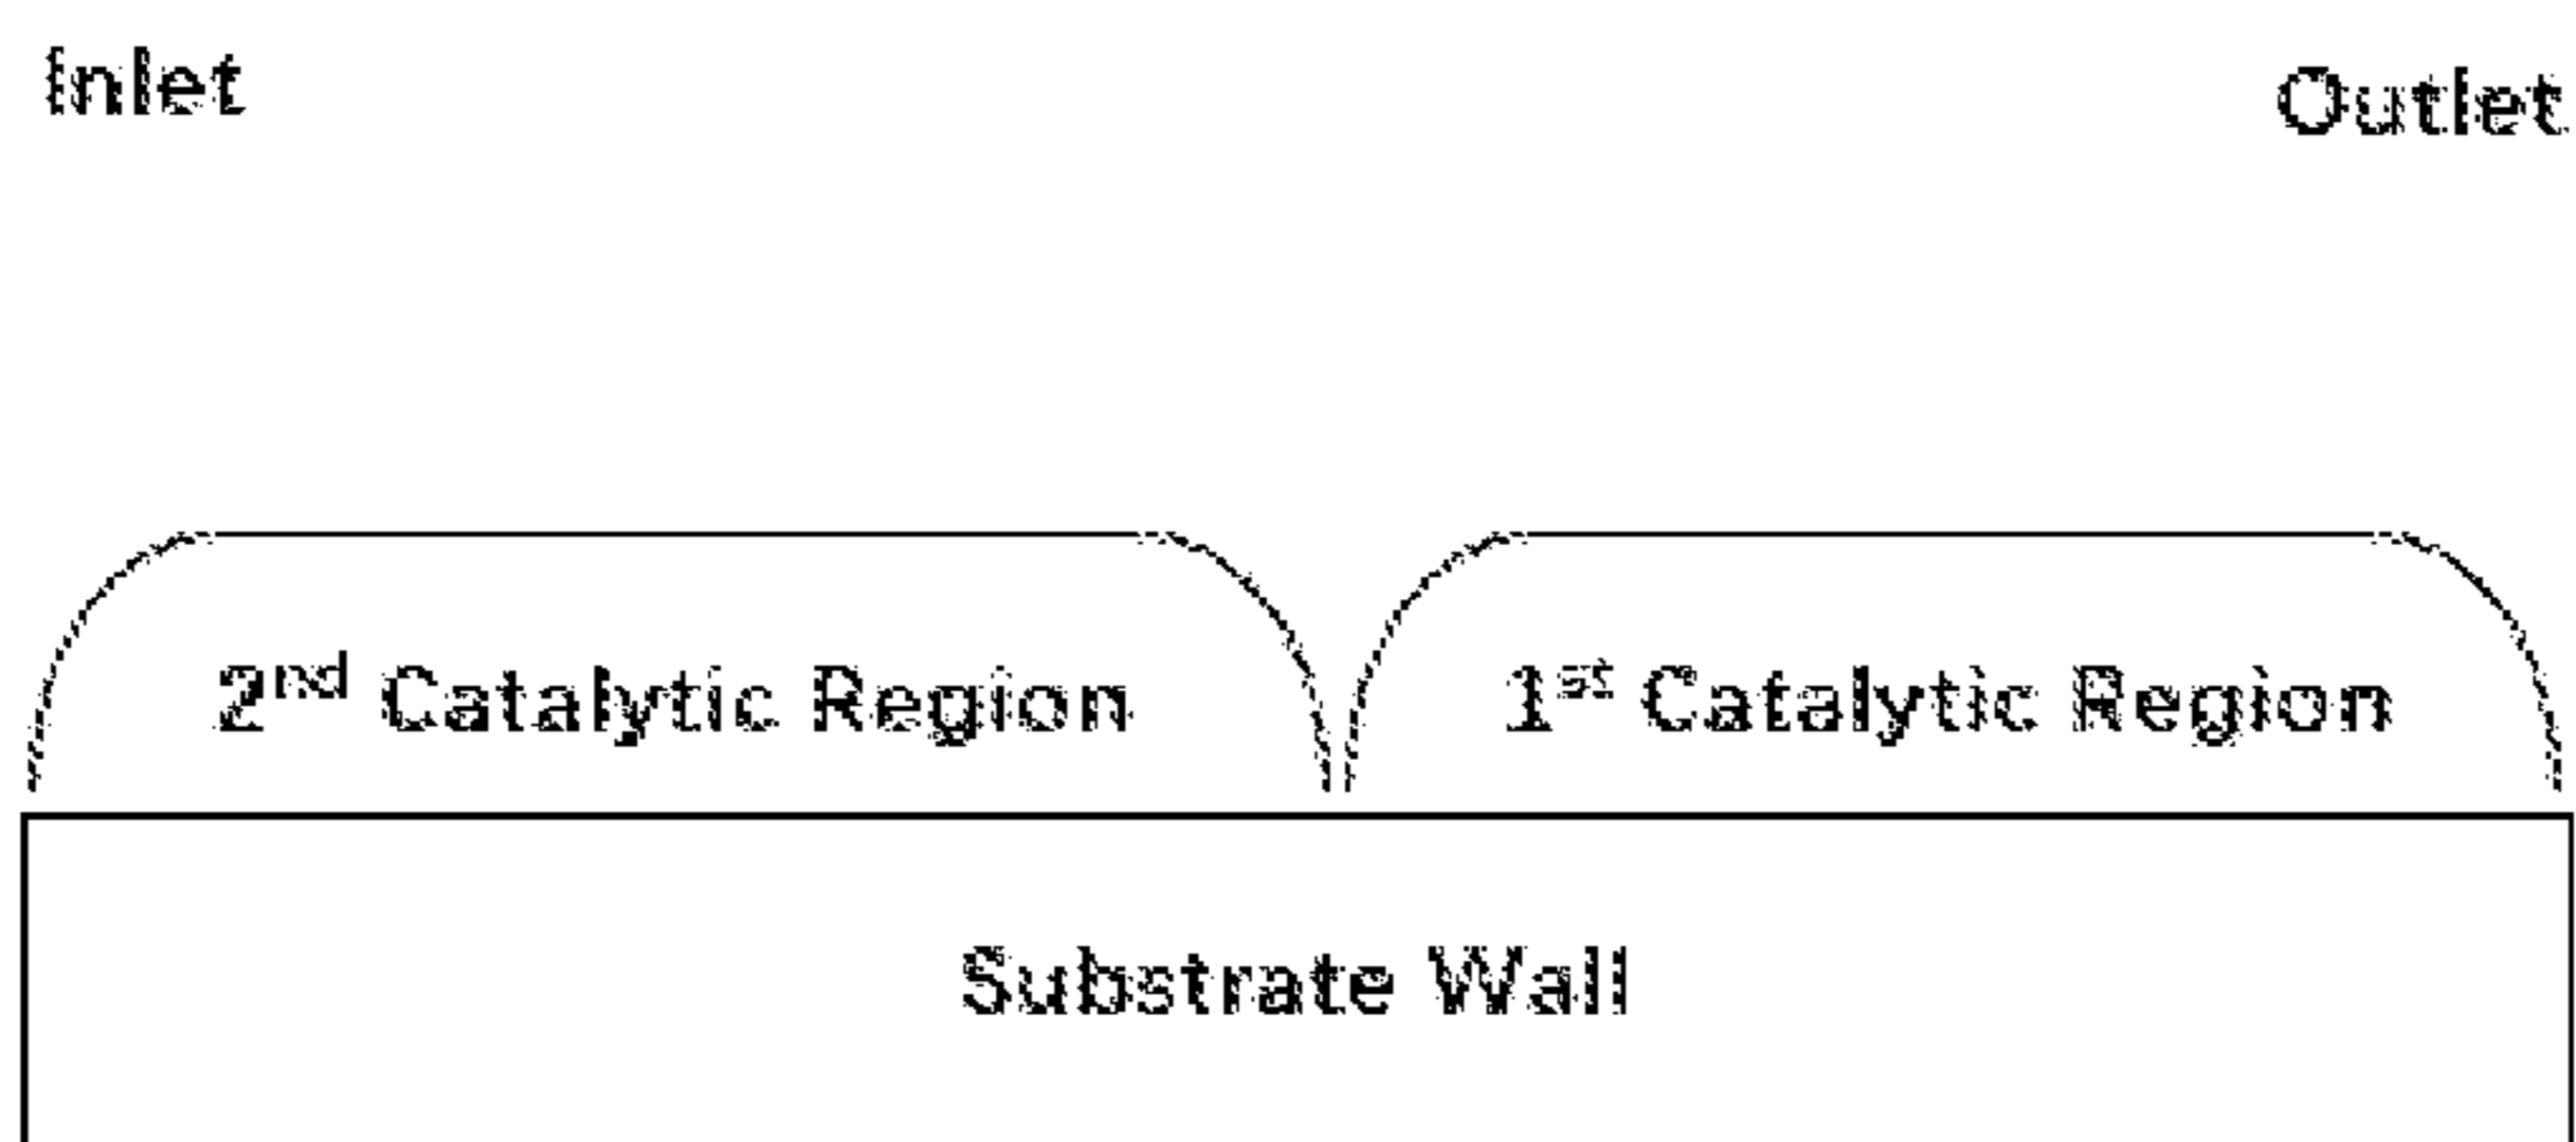 Inlet
Outlet
2nd Catalytic Region
1st Catalytic Region
Substrate Wall